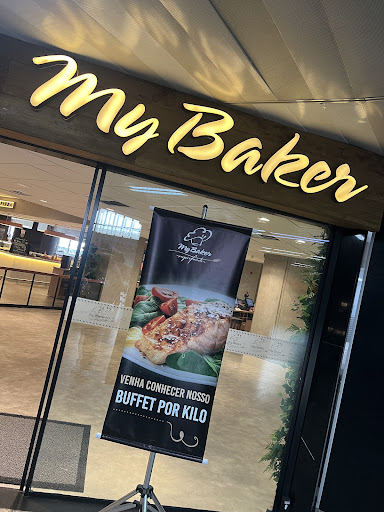 My Baker
My Baker
VENHA CONHECER NOSSO
BUFFET POR KILO